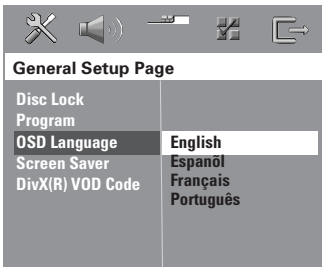 General Setup Page
Disc Lock
Program
OSD Language
Screen Saver
DivX(R) VOD Code
English
Espanõl
Français
Português